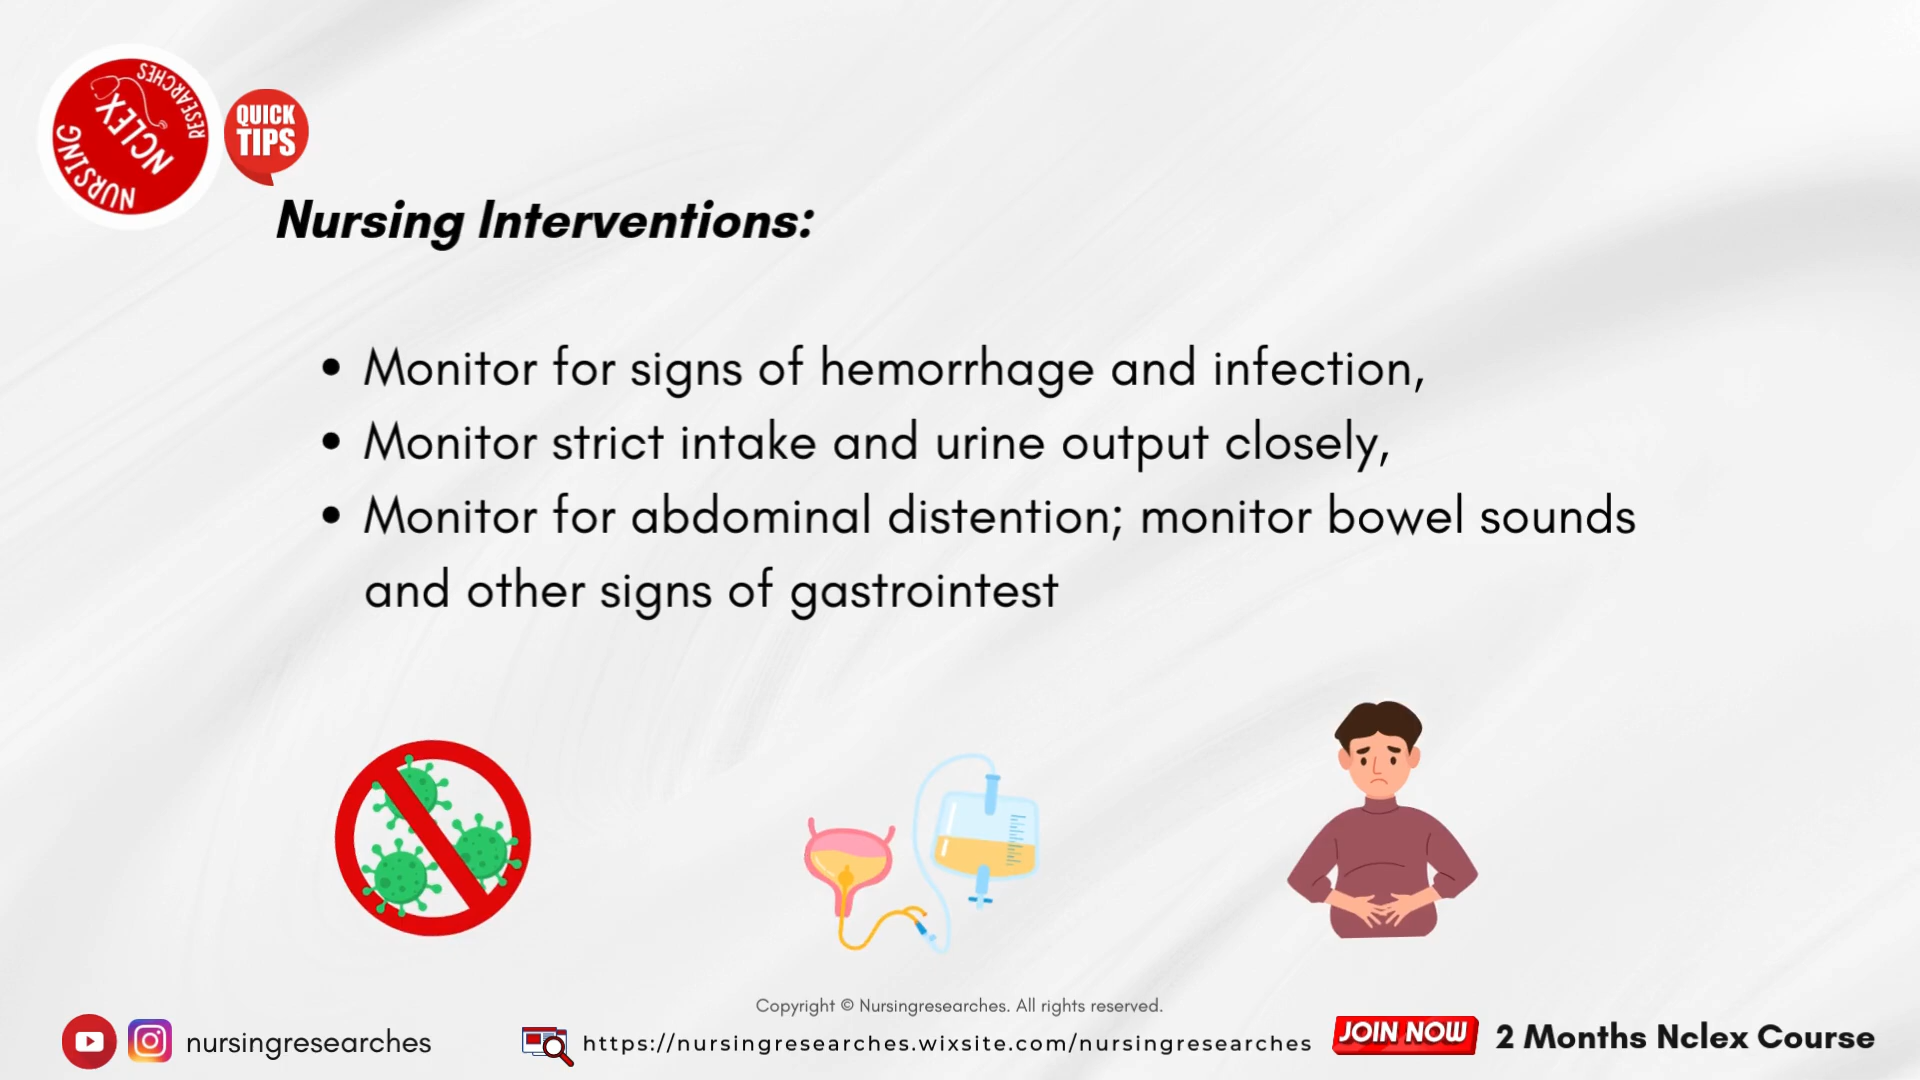 NURSING
NCLEX
RESEARCHES
QUICK
TIPS
Nursing Interventions:
• Monitor for signs of hemorrhage and infection,
• Monitor strict intake and urine output closely,
• Monitor for abdominal distention; monitor bowel sounds
and other signs of gastrointest
Copyright © Nursingresearches. All rights reserved.
nursingresearches
https://nursingresearches.wixsite.com/nursingresearches
JOIN NOW
2 Months Nclex Course